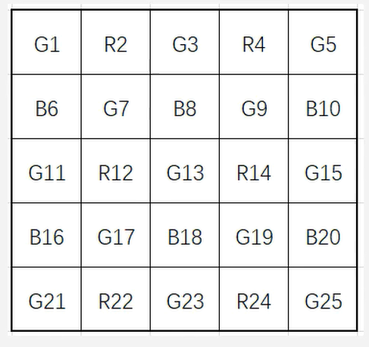 G1 R2 G3 R4 G5
B6 G7 B8 G9 B10
G11 R12 G13 R14 G15
B16 G17 B18 G19 B20
G21 R22 G23 R24 G25